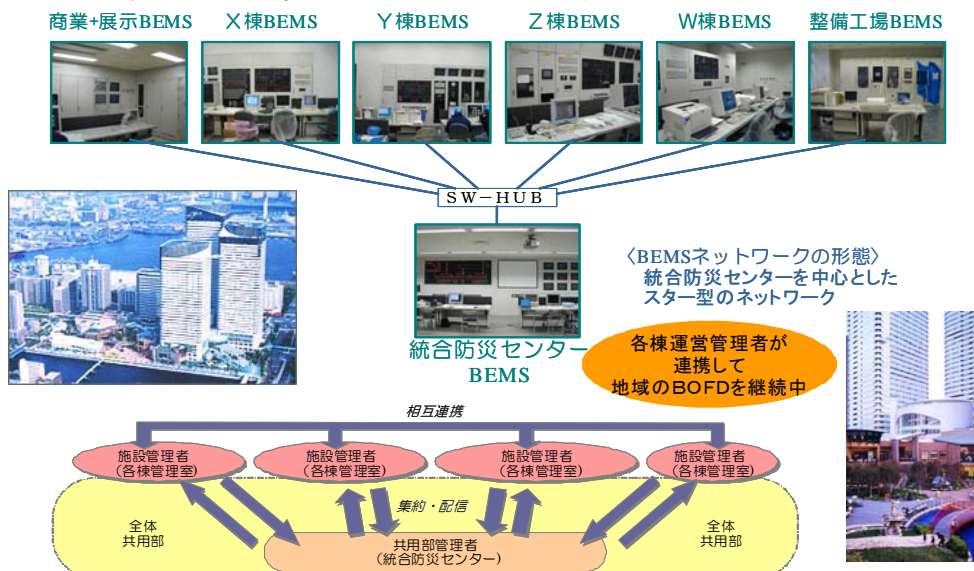 商業+展示BEMS
X棟BEMS
Y棟BEMS
Z棟BEMS
W棟BEMS
整備工場BEMS
SW-HUB
統合防災センター
BEMS
〈BEMSネットワークの形態〉
統合防災センターを中心とした
スター型のネットワーク
各棟運営管理者が
連携して
地域のBOFDを継続中
相互連携
施設管理者
(各棟管理室)
施設管理者
(各棟管理室)
施設管理者
(各棟管理室)
施設管理者
(各棟管理室)
集約・配信
全体
共用部
共用部管理者
(統合防災センター)
全体
共用部